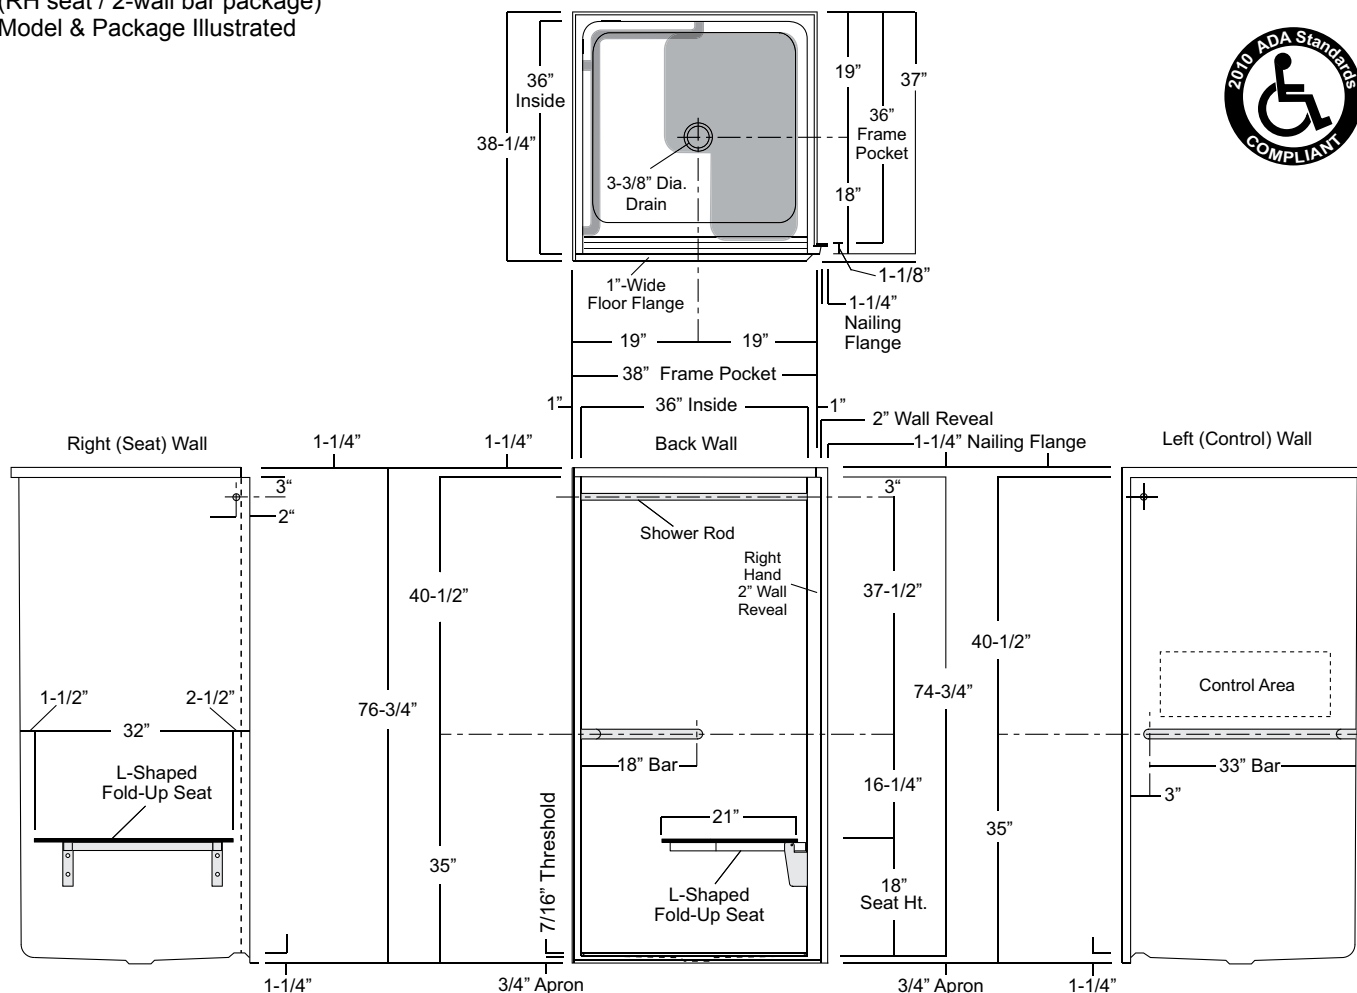 (RH seat / 2-wall bar package)
Model & Package Illustrated
2010 ADA Standards
COMPLIANT
36”
Inside
38-1/4”
3-3/8” Dia.
Drain
19”
37”
36”
Frame
Pocket
18”
1-1/8”
1”-Wide
Floor Flange
1-1/4”
Nailing
Flange
19”
19”
38” Frame Pocket
1”
36” Inside
1”
2” Wall Reveal
Right (Seat) Wall
1-1/4”
1-1/4”
Back Wall
1-1/4” Nailing Flange
Left (Control) Wall
3“
2“
3“
Shower Rod
Right
Hand
2” Wall
Reveal
40-1/2”
37-1/2”
40-1/2”
Control Area
1-1/2”
2-1/2”
76-3/4”
74-3/4”
32”
18” Bar
33” Bar
L-Shaped
Fold-Up Seat
16-1/4”
3”
7/16” Threshold
21”
35”
35”
L-Shaped
Fold-Up Seat
18”
Seat Ht.
1-1/4”
3/4” Apron
3/4” Apron
1-1/4”